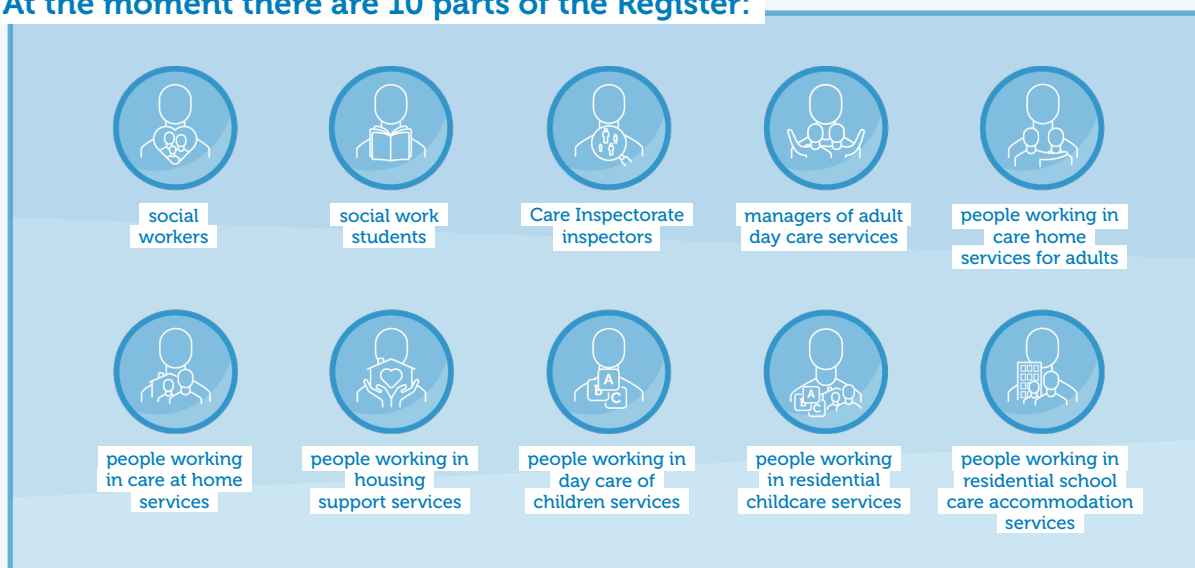 At the moment there are 10 parts of the Register:
social
workers
social work
students
Care Inspectorate
inspectors
managers of adult
day care services
people working in
care home
services for adults
people working
in care at home
services
people working in
housing
support services
A
B
C
people working in
day care of
children services
A
B
C
people working
in residential
childcare services
people working in
residential school
care accommodation
services